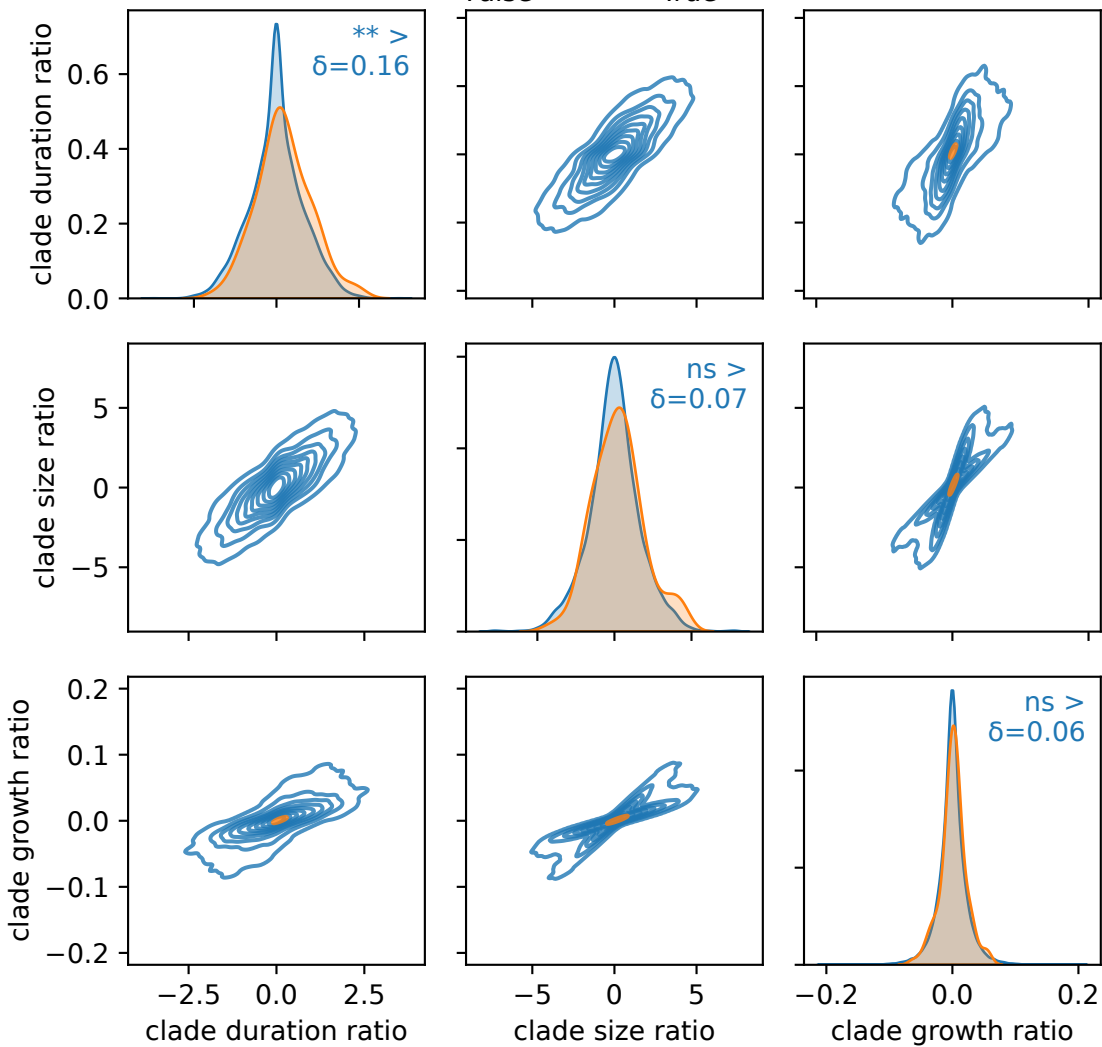 clade duration ratio
0.6
0.4
0.2
0.0
** >
δ=0.16
clade size ratio
5
0
−5
ns >
δ=0.07
clade growth ratio
0.2
0.1
0.0
−0.1
−0.2
ns >
δ=0.06
−2.5 0.0 2.5
−5 0 5
−0.2 0.0 0.2
clade duration ratio
clade size ratio
clade growth ratio